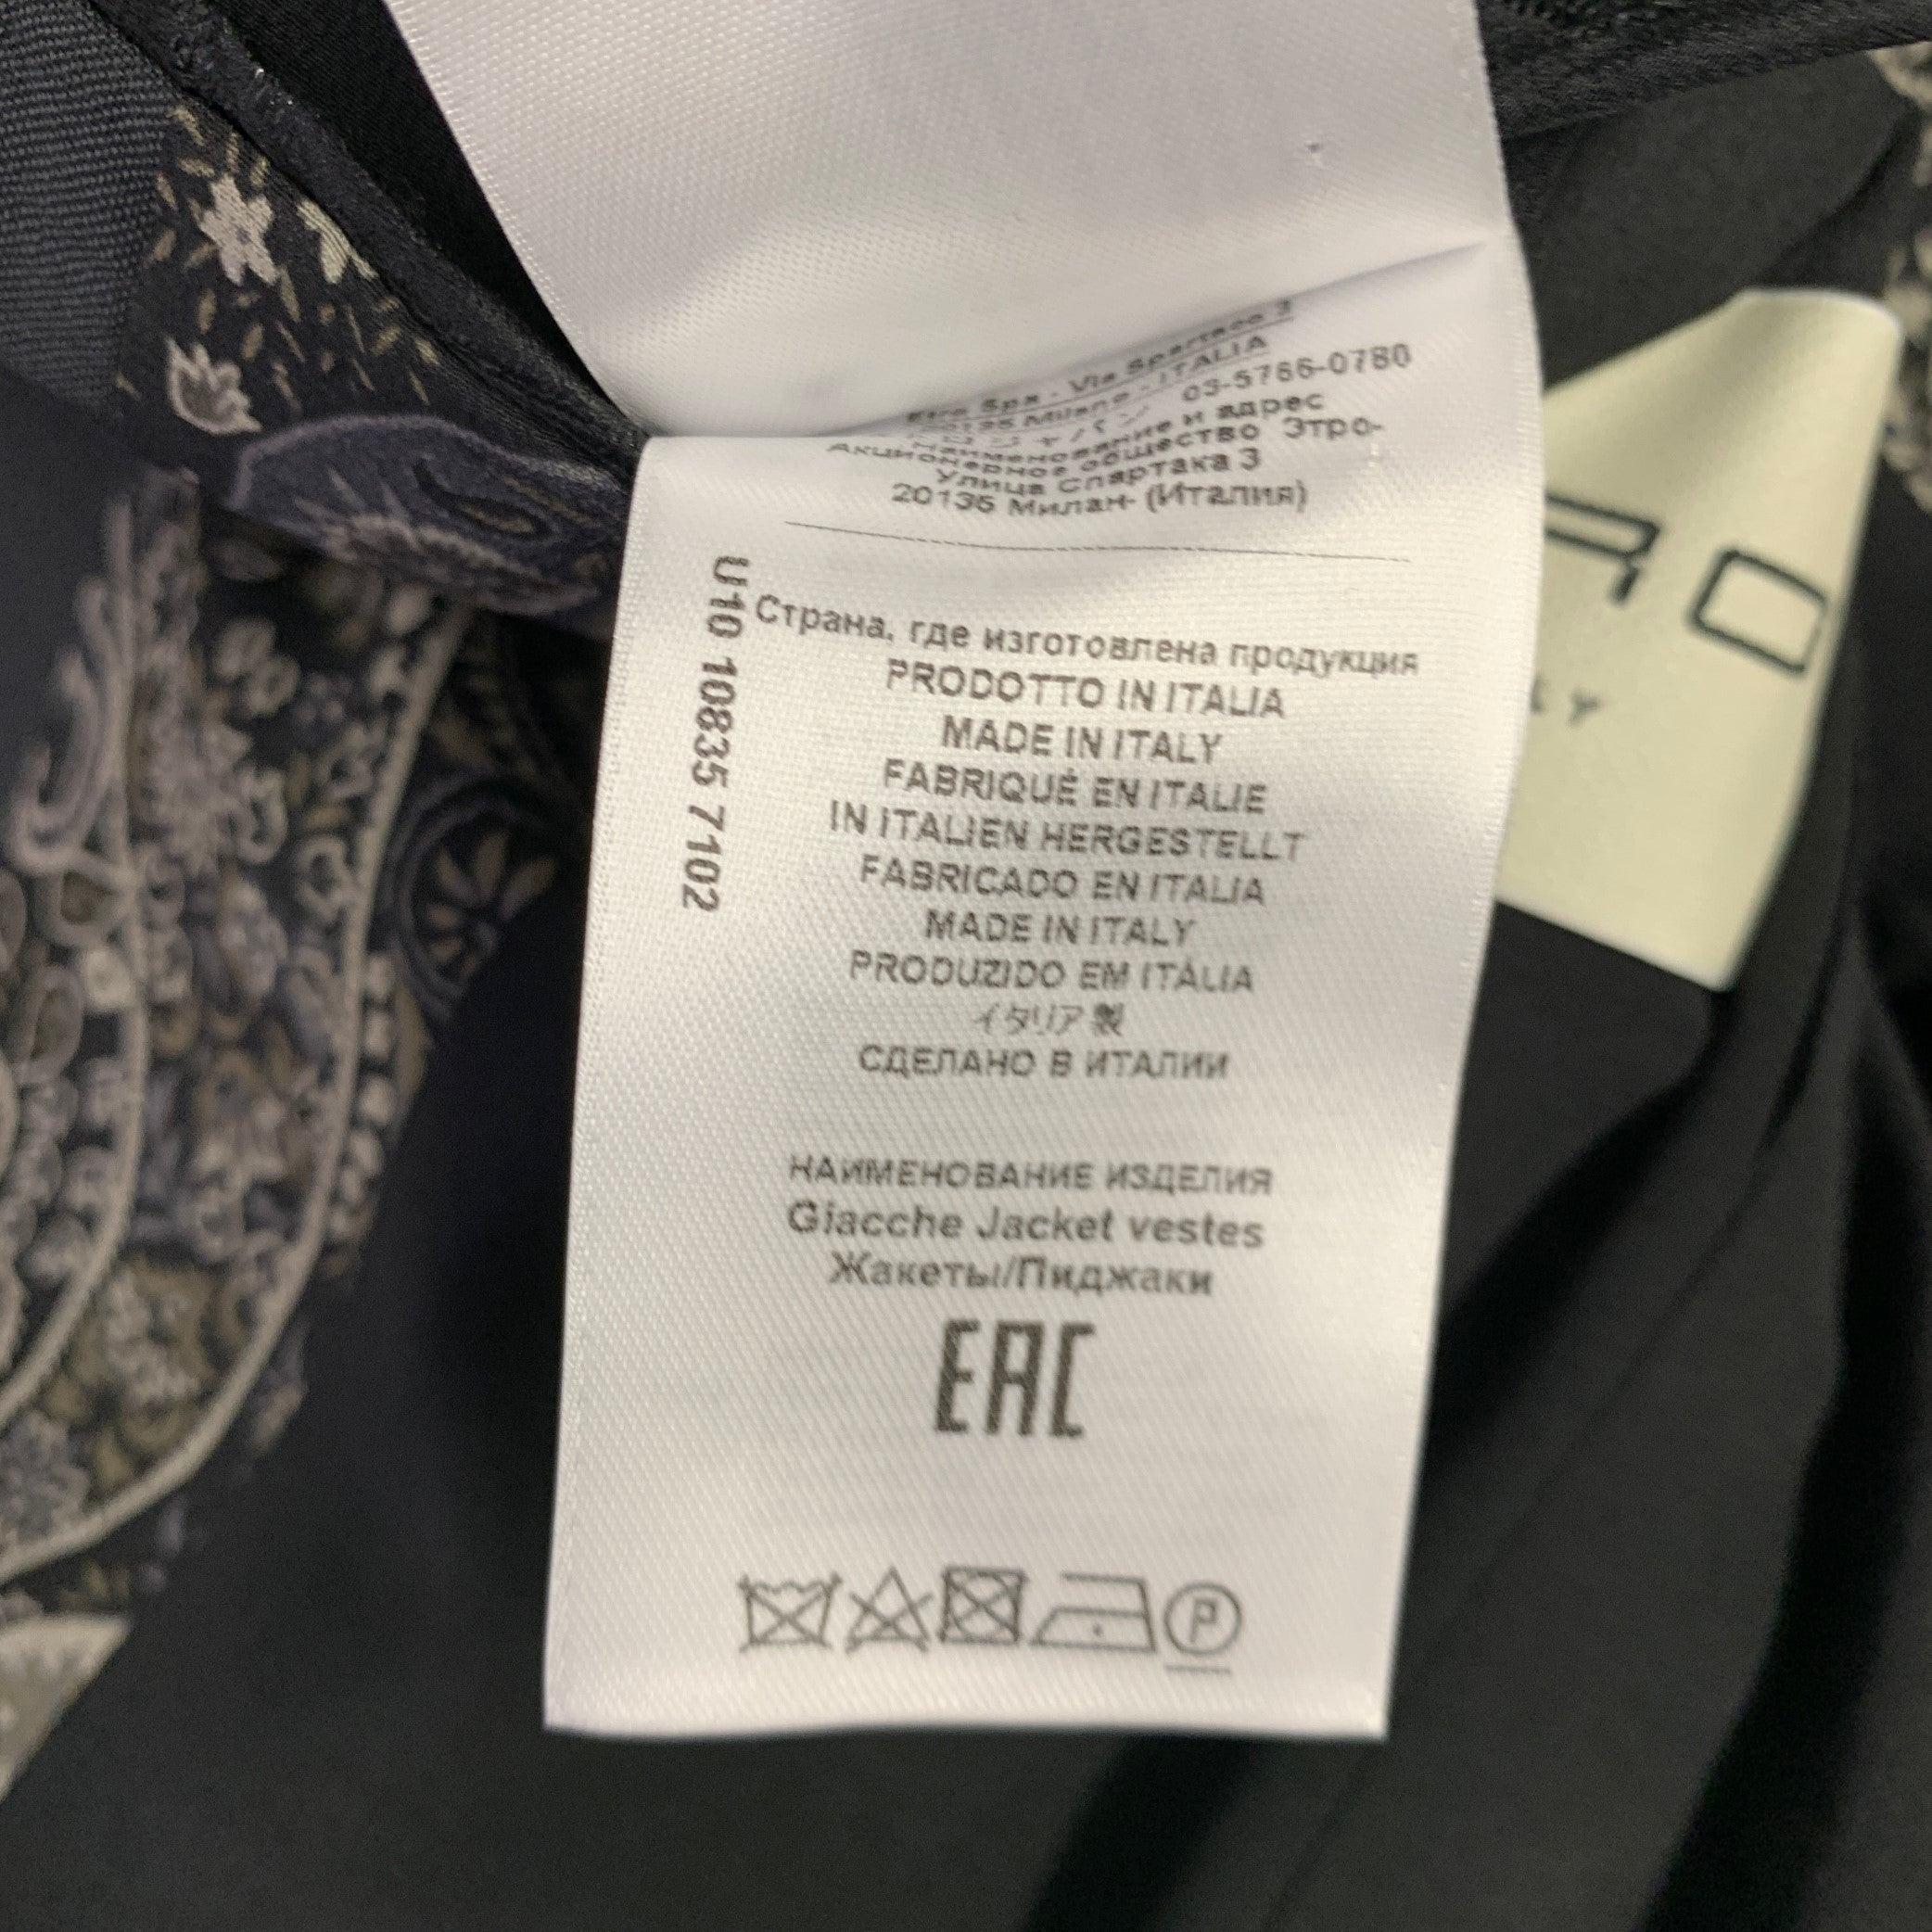 Etro Spa - Via Spartaco 3
20135 Milano - ITALIA
03-5766-0780
Наименование и адрес
Акционерное общество Этро-
Улица Спартака 3
20135 Милан- (Италия)
U10 10835 7102
Страна, где изготовлена продукция
PRODOTTO IN ITALIA
MADE IN ITALY
FABRIQUÉ EN ITALIE
IN ITALIEN HERGESTELLT
FABRICADO EN ITALIA
MADE IN ITALY
PRODUZIDO EM ITÀLIA
イタリア製
СДЕЛАНО В ИТАЛИИ
НАИМЕНОВАНИЕ ИЗДЕЛИЯ
Giacche Jacket vestes
Жакеты/Пиджаки
EAC
P
RO
LY